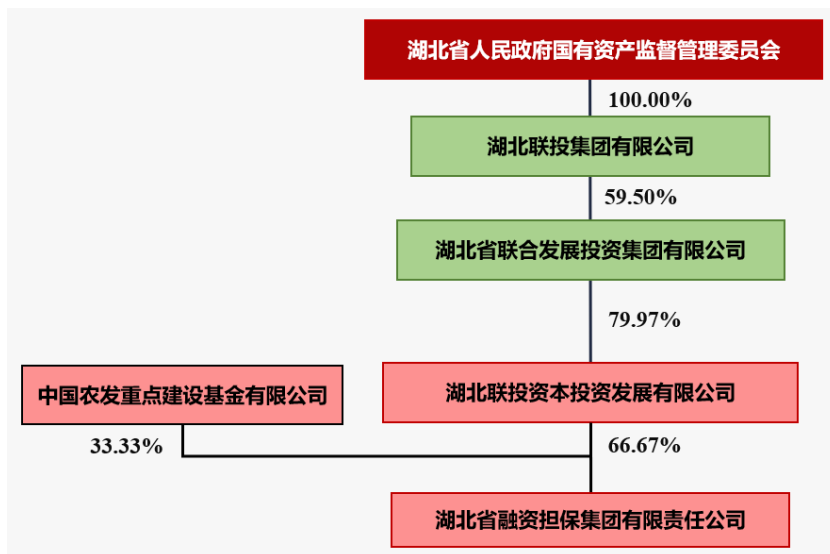 湖北省人民政府国有资产监督管理委员会
100.00%
湖北联投集团有限公司
59.50%
湖北省联合发展投资集团有限公司
79.97%
中国农发重点建设基金有限公司
湖北联投资本投资发展有限公司
33.33%
66.67%
湖北省融资担保集团有限责任公司